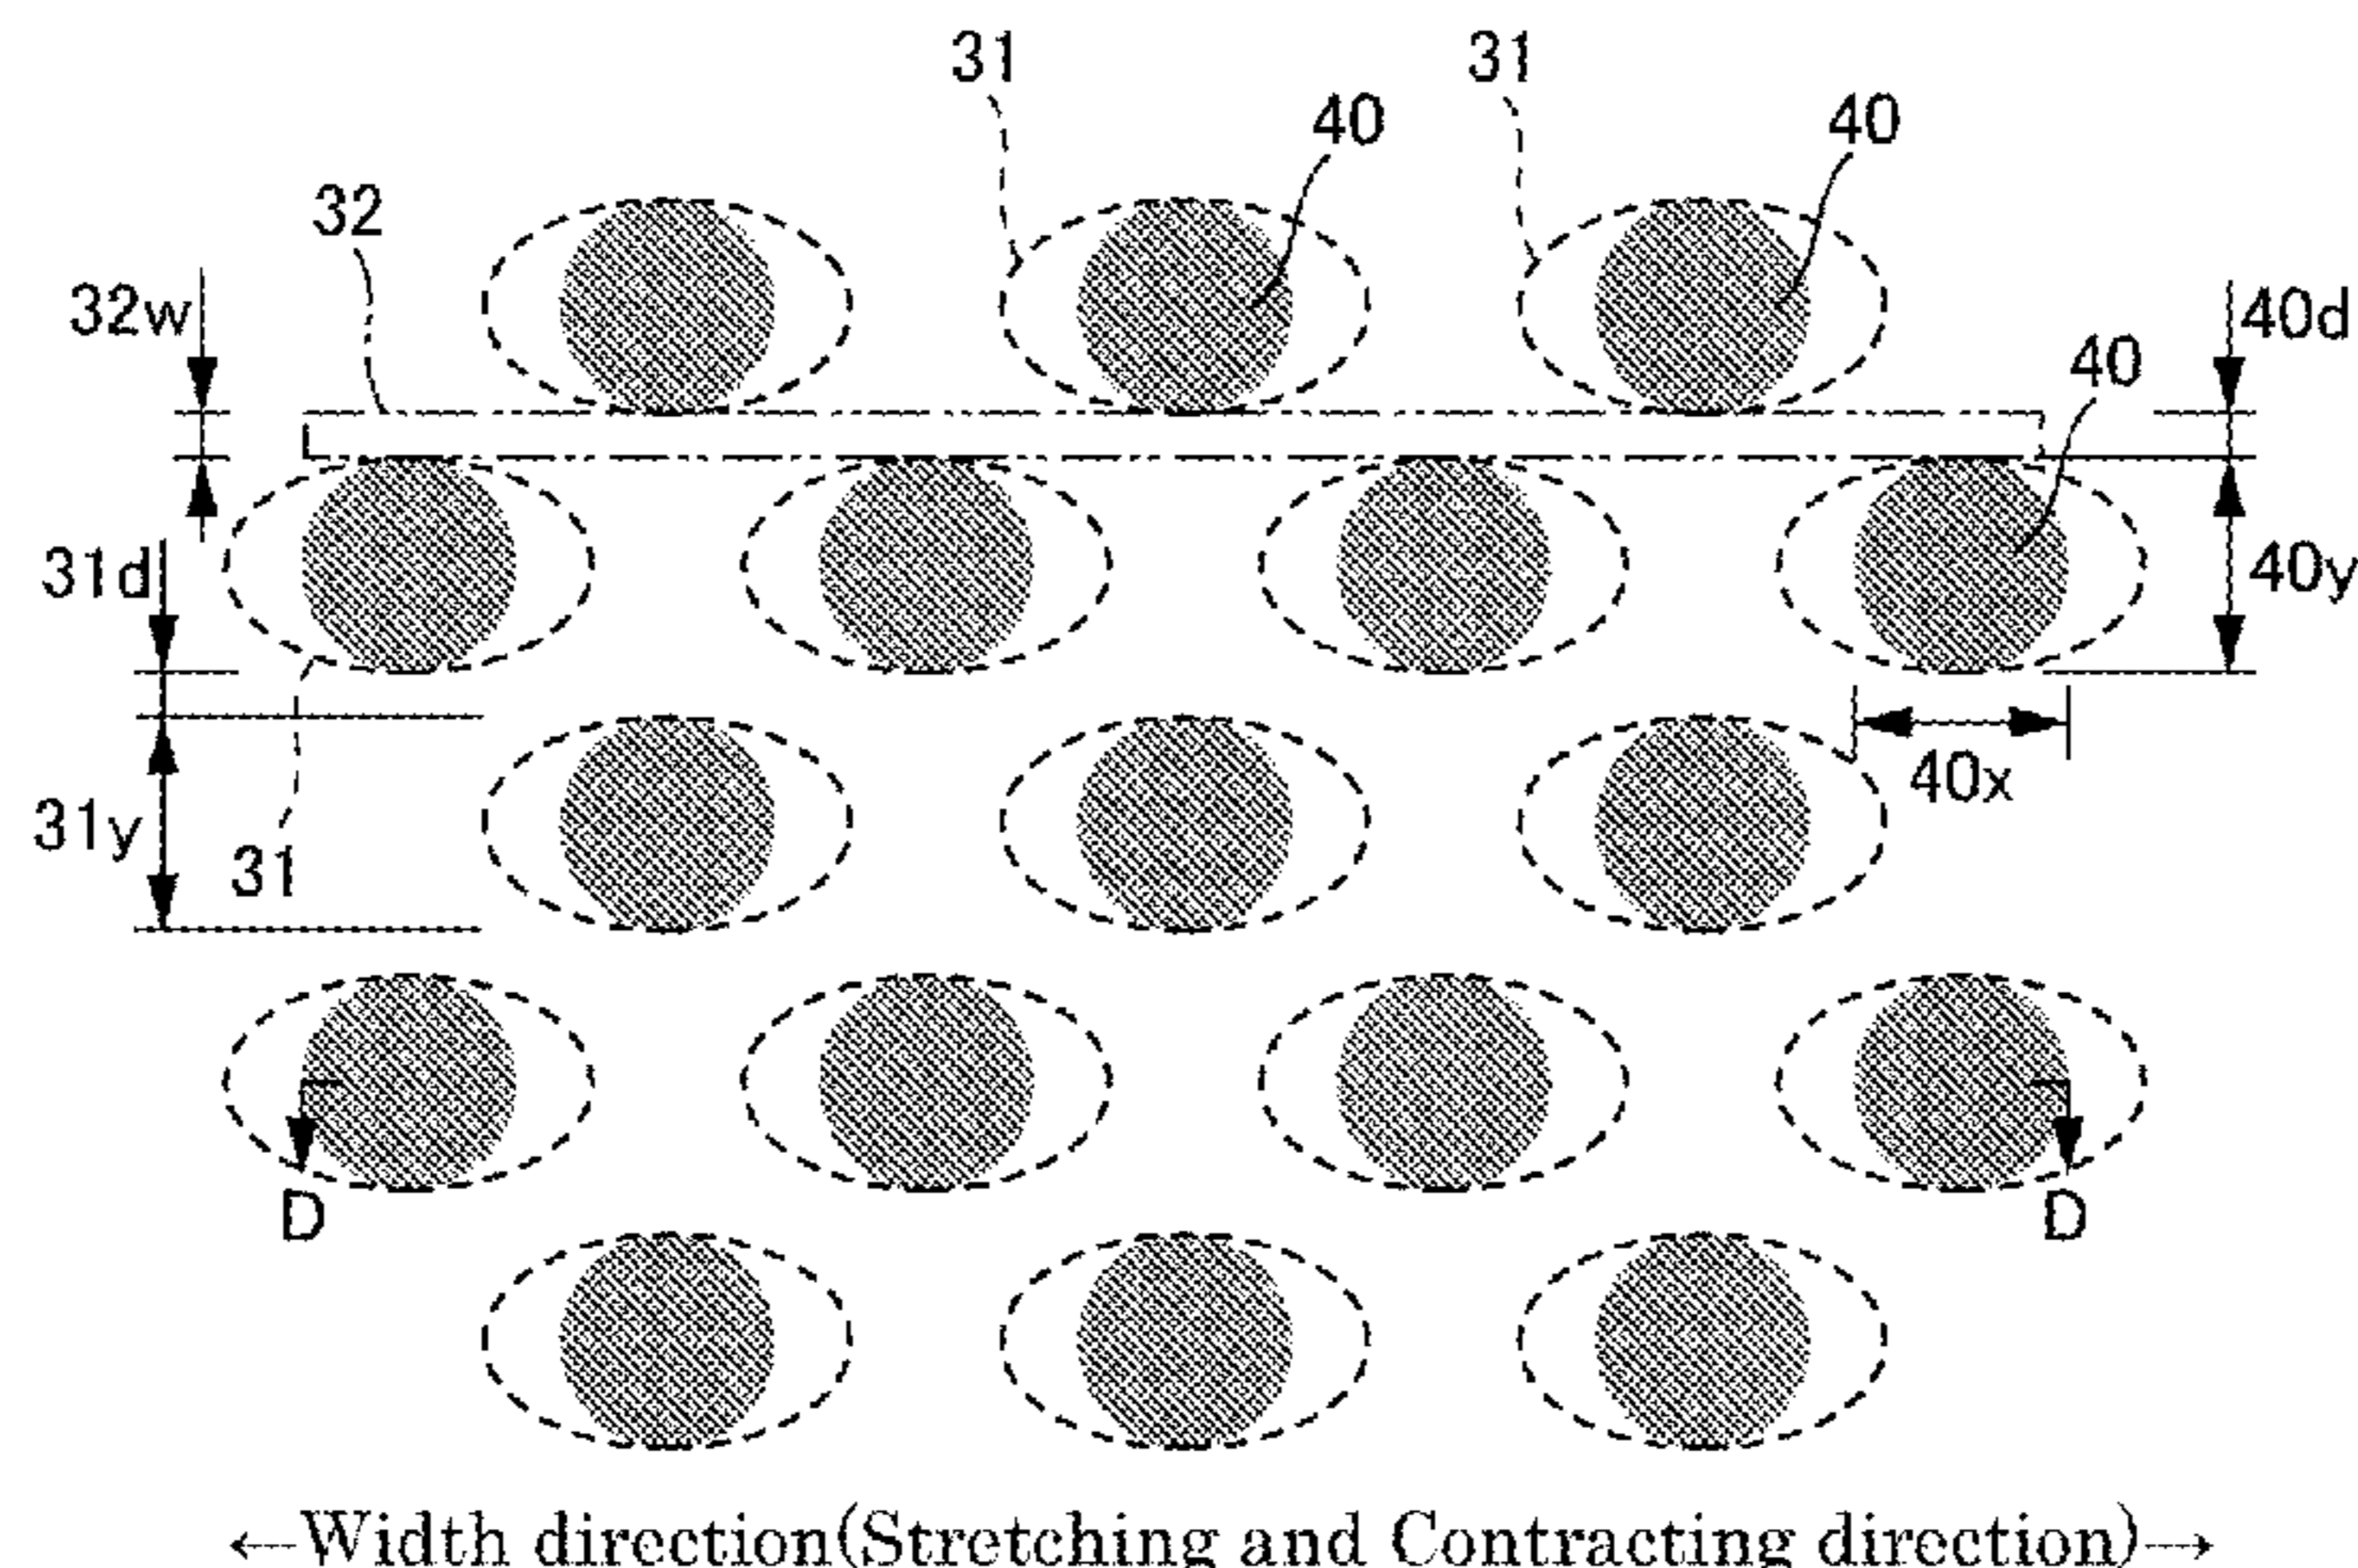 31
31
40
40
32
32w
40d
40
31d
40y
40x
31y
31
D
D
←Width direction(Stretching and Contracting direction)→